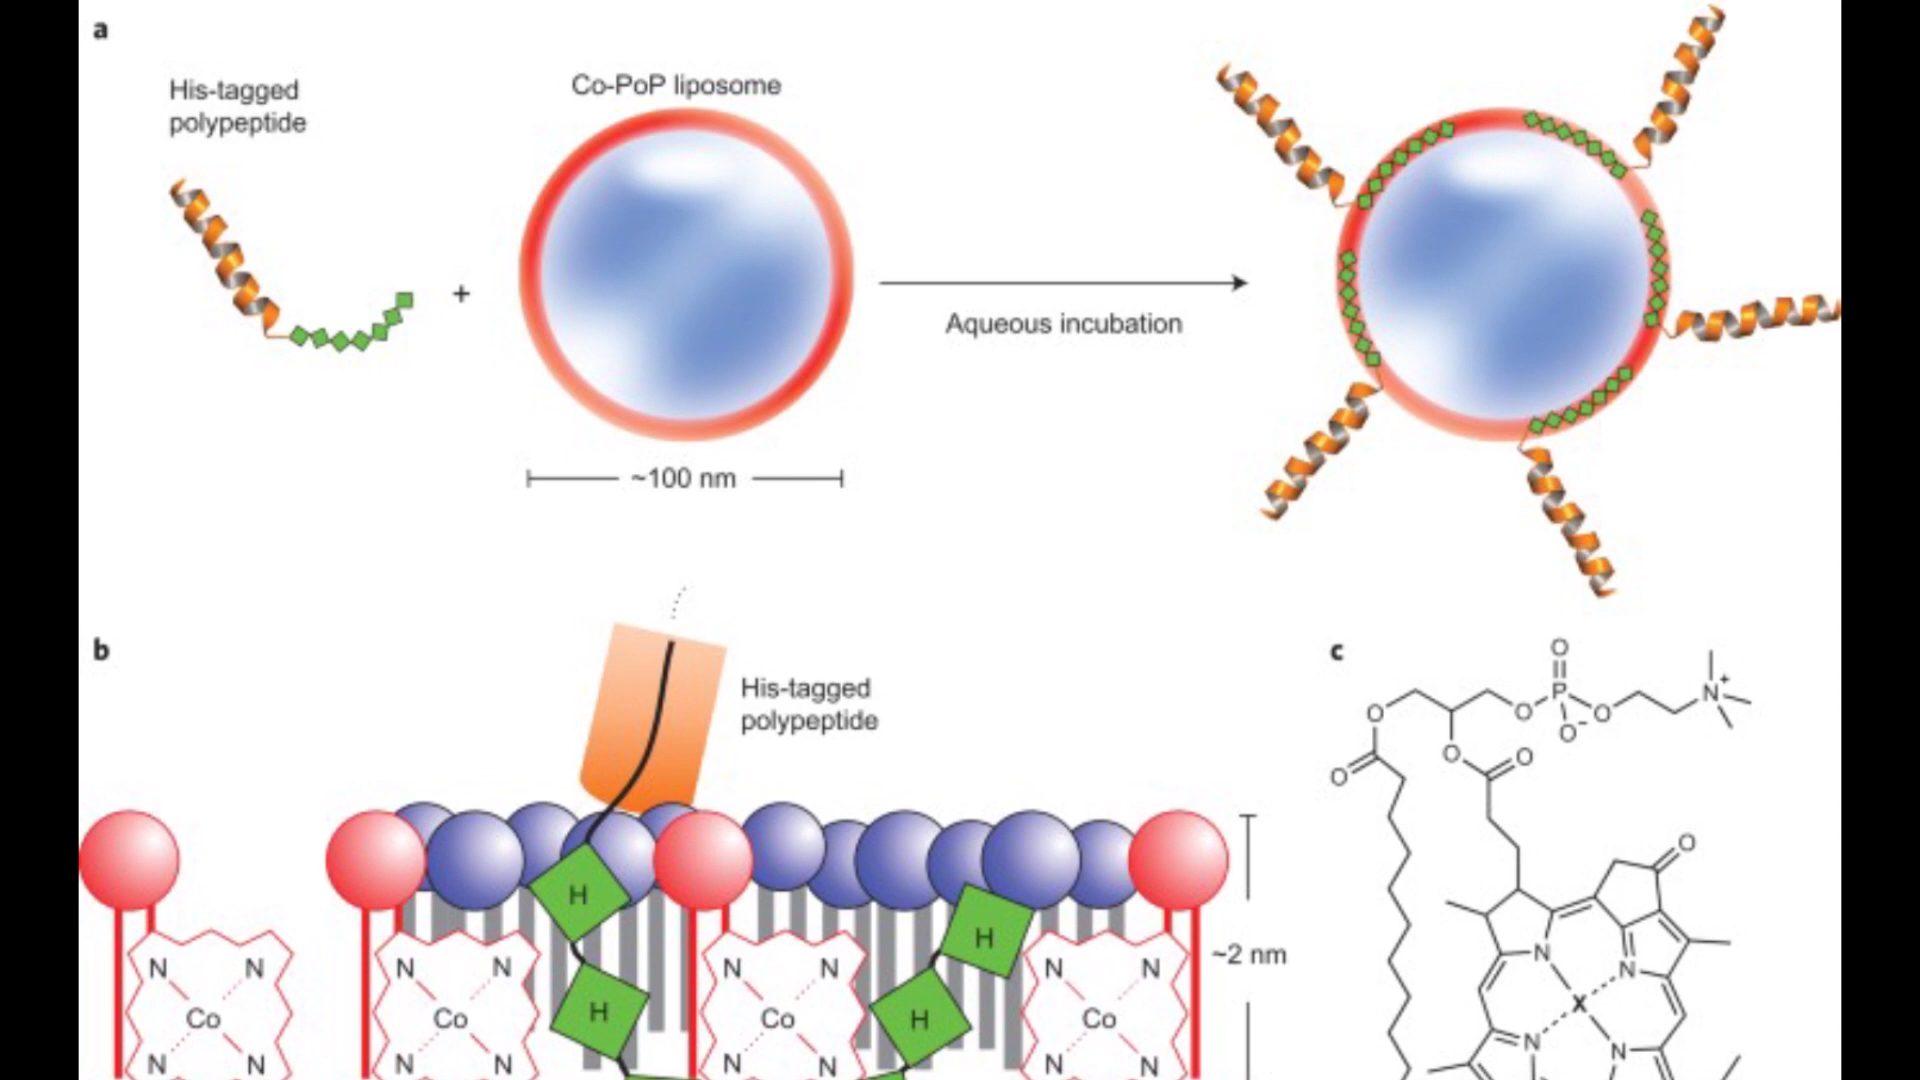 a
His-tagged
polypeptide
Co-PoP liposome
+
Aqueous incubation
~100 nm
b
His-tagged
polypeptide
H
H
H
H
N N
Co
N N
N N
Co
N N
N N
Co
N N
N N
Co
N N
~2 nm
c
O
O
P
O
O
O-
N+
O
O
O
O
N
N
X
N
N